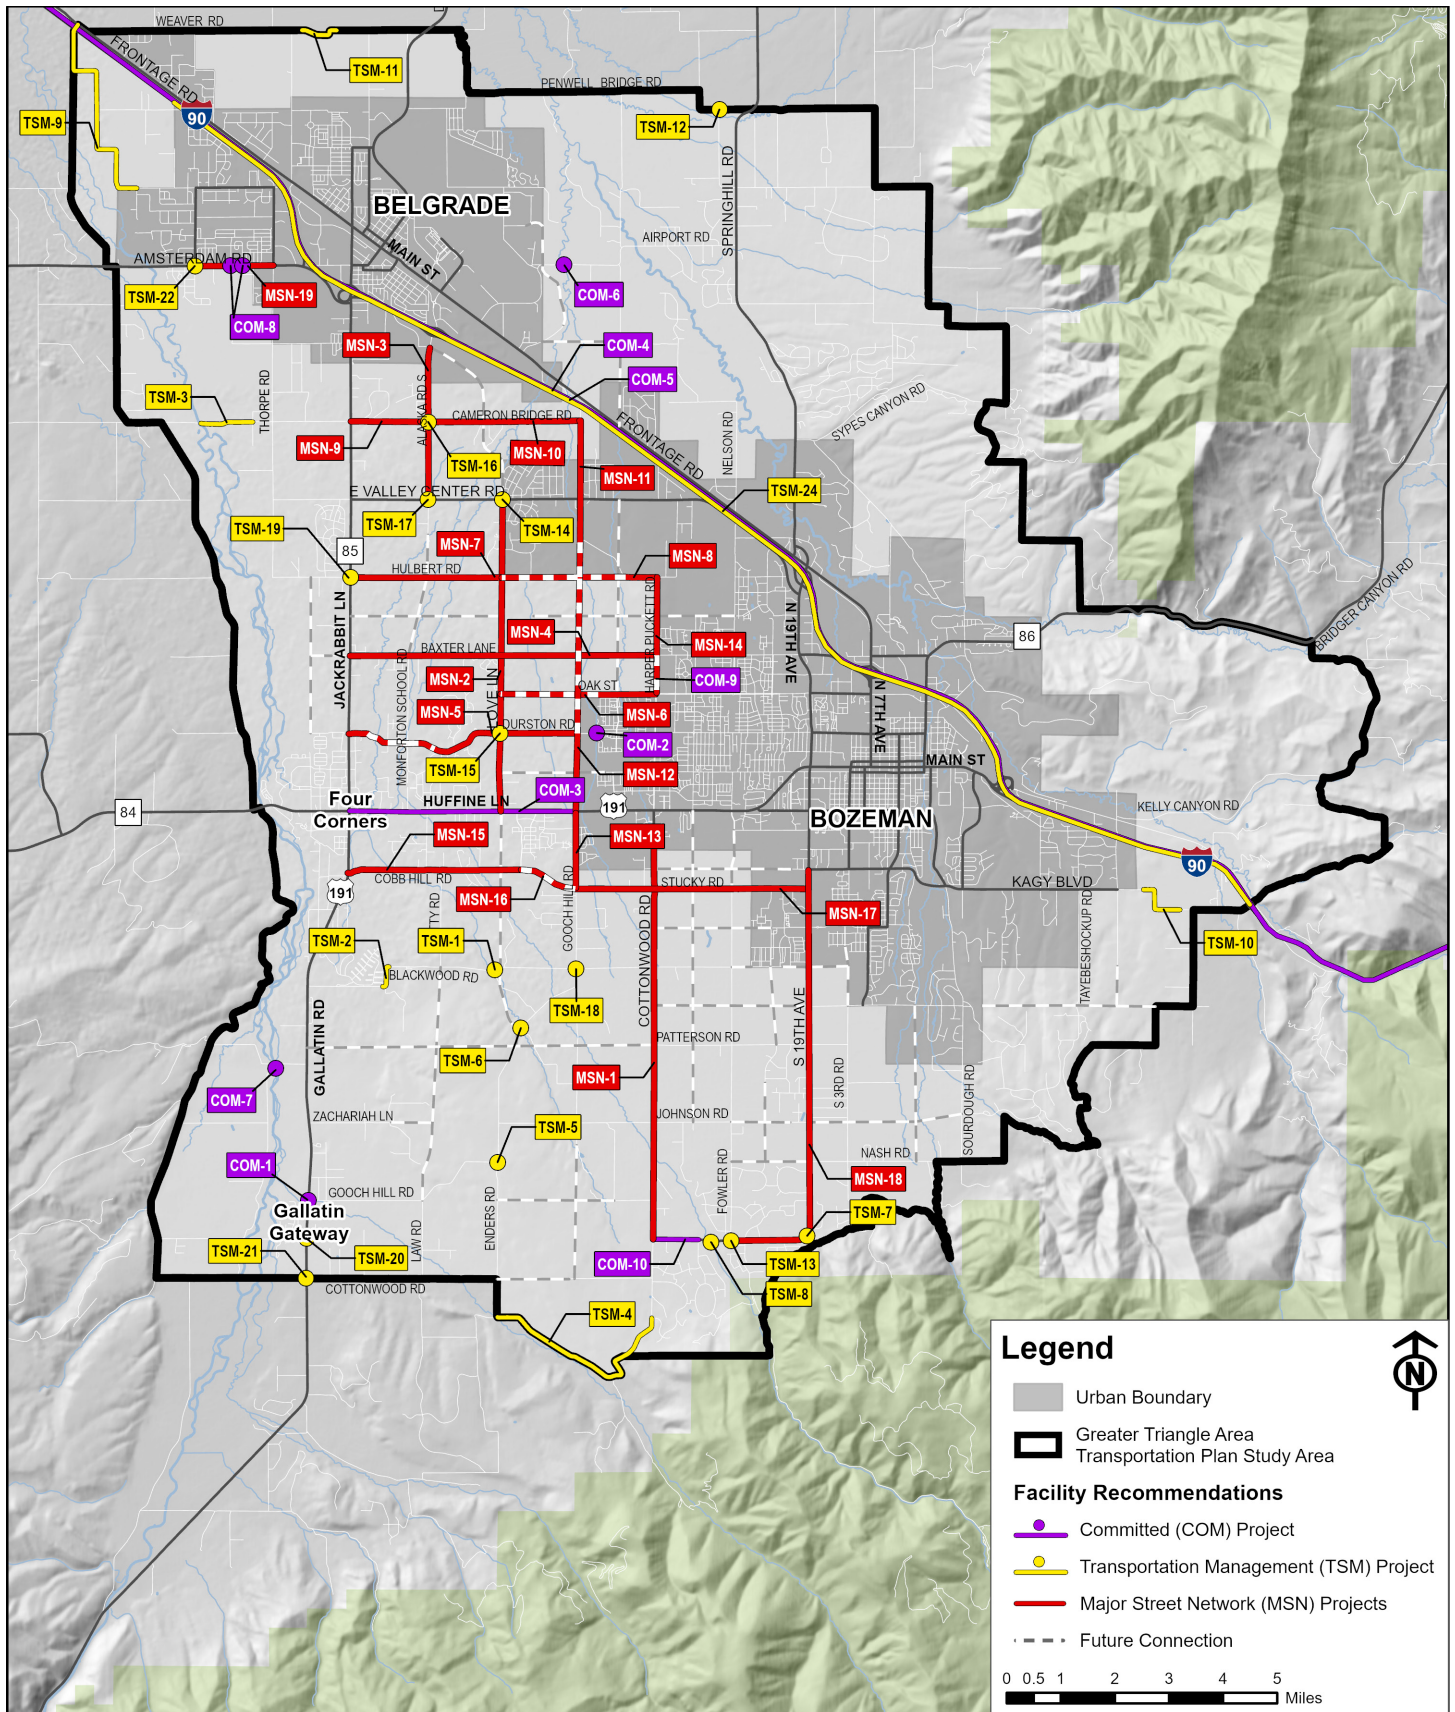 WEAVER RD
FRONTAGE RD
TSM-11
PENWELL BRIDGE RD
90
TSM-9
TSM-12
SPRINGHILL RD
BELGRADE
AIRPORT RD
MAIN ST
AMSTERDAM RD
TSM-22
MSN-19
COM-6
COM-8
MSN-3
COM-4
COM-5
TSM-3
THORPE RD
ALASKA RD S
CAMERON BRIDGE RD
SYPES CANYON RD
FRONTAGE RD
NELSON RD
MSN-9
MSN-10
TSM-16
MSN-11
E VALLEY CENTER RD
TSM-24
TSM-19
TSM-17
TSM-14
85
MSN-7
MSN-8
HULBERT RD
BRIDGER CANYON RD
JACKRABBIT LN
HARPER PUCKETT RD
N 19TH AVE
MSN-4
86
MSN-14
BAXTER LANE
MONFORTON SCHOOL RD
MSN-2
COM-9
LOVE LN
OAK ST
N 7TH AVE
MSN-5
MSN-6
DURSTON RD
COM-2
TSM-15
MSN-12
MAIN ST
COM-3
Four
Corners
HUFFINE LN
191
84
BOZEMAN
KELLY CANYON RD
MSN-15
MSN-13
90
COBB HILL RD
STUCKY RD
KAGY BLVD
191
MSN-16
GOOCH HILL RD
COTTONWOOD RD
MSN-17
TY RD
TAYEBESHOCKUP RD
TSM-2
TSM-1
TSM-10
BLACKWOOD RD
TSM-18
GALLATIN RD
S 19TH AVE
PATTERSON RD
TSM-6
MSN-1
S 3RD RD
SOURDOUGH RD
COM-7
ZACHARIAH LN
JOHNSON RD
TSM-5
NASH RD
COM-1
FOWLER RD
MSN-18
GOOCH HILL RD
Gallatin
Gateway
ENDERS RD
LAW RD
TSM-7
TSM-21
TSM-20
COM-10
TSM-13
COTTONWOOD RD
TSM-8
TSM-4
Legend
N
Urban Boundary
Greater Triangle Area
Transportation Plan Study Area
Facility Recommendations
Committed (COM) Project
Transportation Management (TSM) Project
Major Street Network (MSN) Projects
Future Connection
0 0.5 1 2 3 4 5
Miles